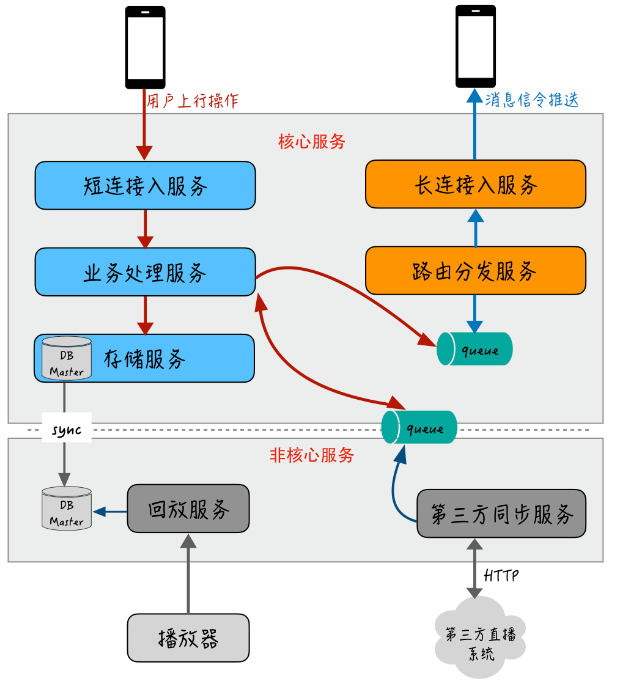 用户上行操作
消息信令推送
核心服务
短连接入服务
长连接入服务
业务处理服务
路由分发服务
queue
DB
Master
存储服务
sync
queue
非核心服务
DB
Master
回放服务
第三方同步服务
HTTP
播放器
第三方直播
系统